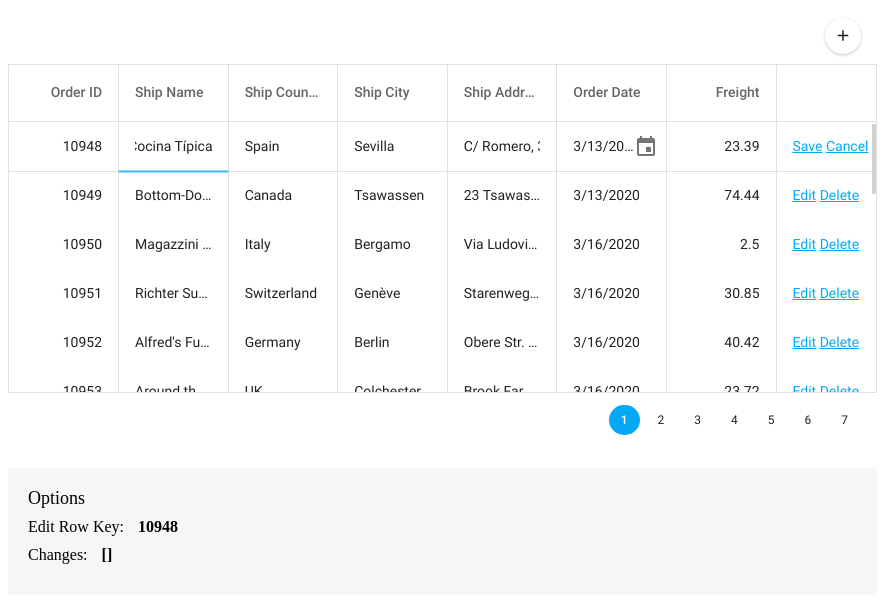 +
Order ID Ship Name Ship Coun... Ship City Ship Addr... Order Date Freight
10948 Cocina Típica Spain Sevilla C/ Romero, 3/13/20... 23.39 Save Cancel
10949 Bottom-Do... Canada Tsawassen 23 Tsawas... 3/13/2020 74.44 Edit Delete
10950 Magazzini ... Italy Bergamo Via Ludovi... 3/16/2020 2.5 Edit Delete
10951 Richter Su... Switzerland Genève Starenweg... 3/16/2020 30.85 Edit Delete
10952 Alfred's Fu... Germany Berlin Obere Str. ... 3/16/2020 40.42 Edit Delete
10953 Around th... UK Colchester Brook Far... 3/16/2020 23.72 Edit Delete
1 2 3 4 5 6 7
Options
Edit Row Key: 10948
Changes: []